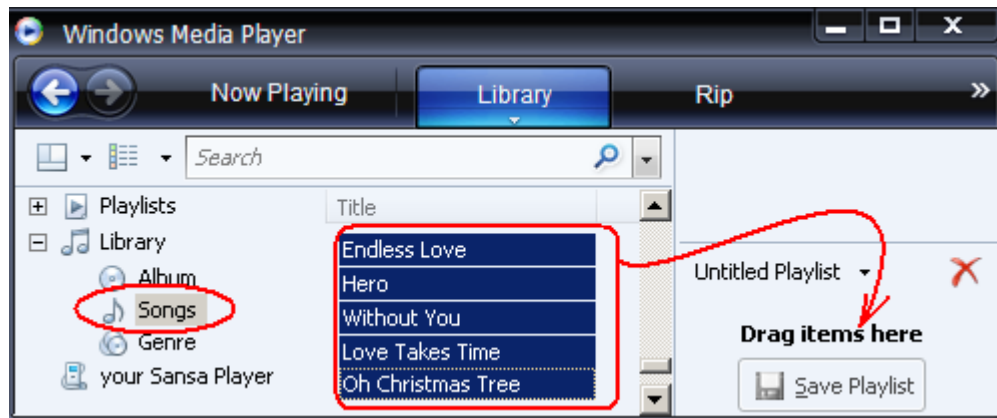 Windows Media Player
Now Playing
Library
Rip
Search
Playlists
Library
Album
Songs
Genre
your Sansa Player
Title
Endless Love
Hero
Without You
Love Takes Time
Oh Christmas Tree
Untitled Playlist
Drag items here
Save Playlist